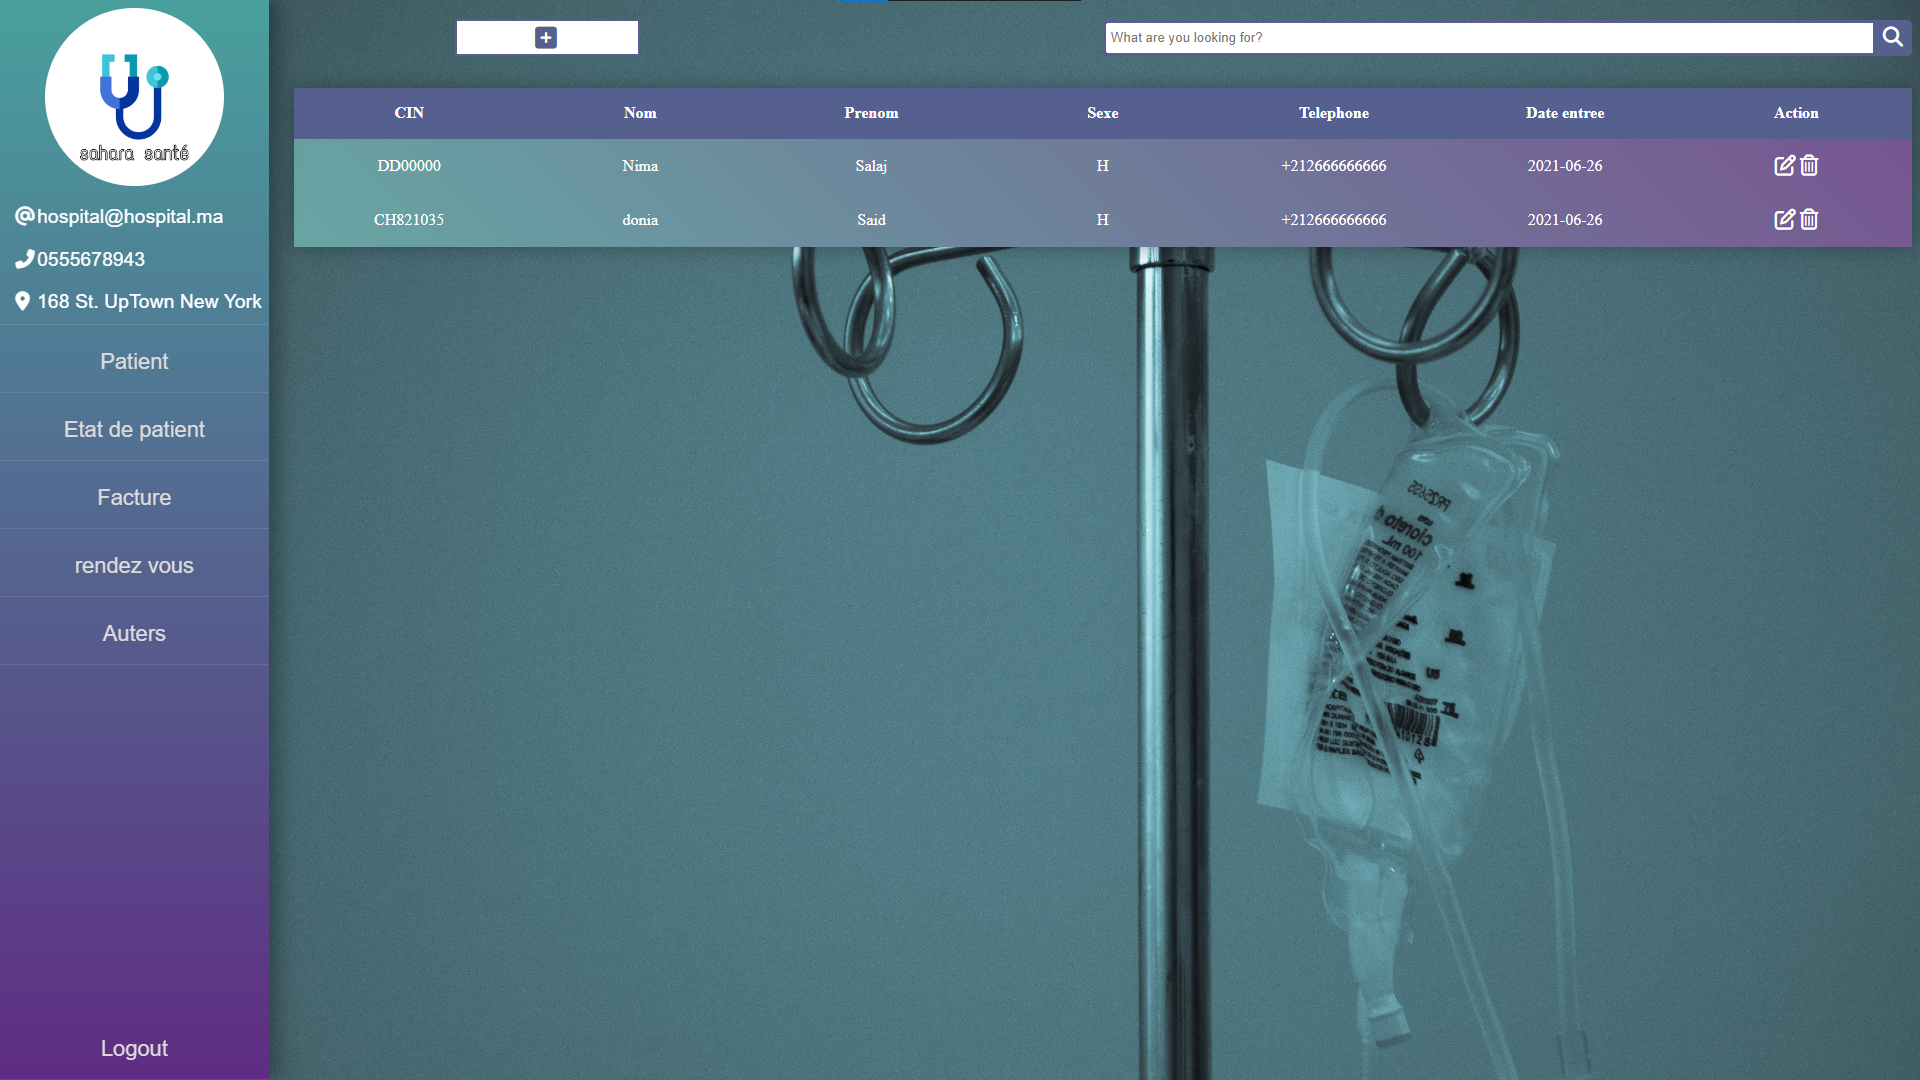 What are you looking for?
sahara santé
hospital@hospital.ma
0555678943
168 St. UpTown New York
Patient
Etat de patient
Facture
rendez vous
Auters
Logout
CIN Nom Prenom Sexe Telephone Date entree Action
DD00000 Nima Salaj H +212666666666 2021-06-26
CH821035 donia Said H +212666666666 2021-06-26
cloreto
100 mL